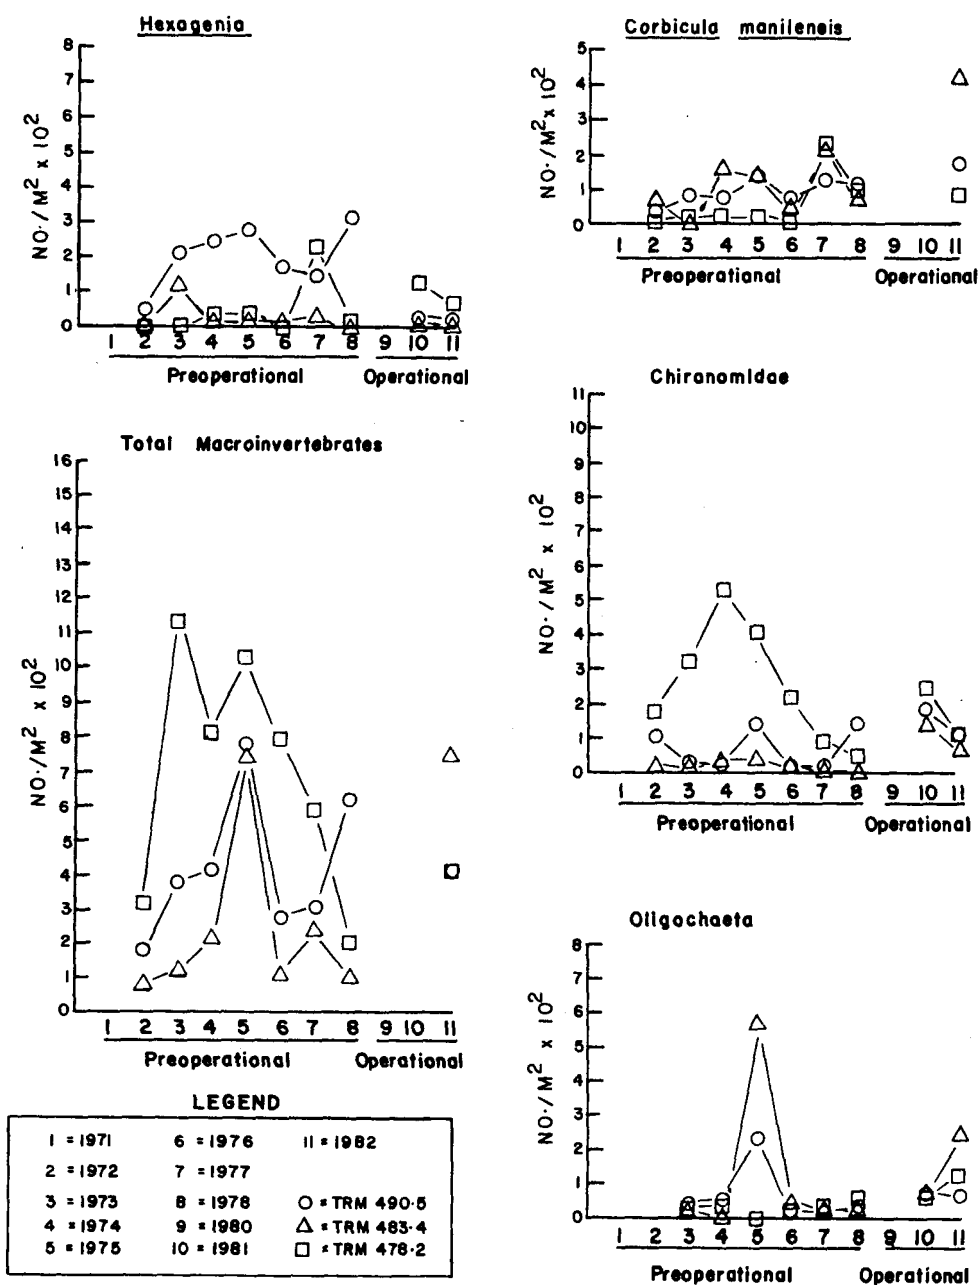 Hexagenia
8
7
6
5
4
3
2
1
0
NO·/M² x 10²
1 2 3 4 5 6 7 8 9 10 11
Preoperational Operational
Corbicula manilensis
5
4
3
2
1
0
NO·/M² x 10²
1 2 3 4 5 6 7 8 9 10 11
Preoperational Operational
Total Macroinvertebrates
16
15
14
13
12
11
10
9
8
7
6
5
4
3
2
1
0
NO·/M² x 10²
1 2 3 4 5 6 7 8 9 10 11
Preoperational Operational
Chiranomidae
11
10
9
8
7
6
5
4
3
2
1
0
NO·/M² x 10²
1 2 3 4 5 6 7 8 9 10 11
Preoperational Operational
Oligochaeta
8
7
6
5
4
3
2
1
0
NO·/M² x 10²
1 2 3 4 5 6 7 8 9 10 11
Preoperational Operational
LEGEND
1 = 1971 6 = 1976 11 = 1982
2 = 1972 7 = 1977
3 = 1973 8 = 1978 ○ = TRM 490·5
4 = 1974 9 = 1980 △ = TRM 483·4
5 = 1975 10 = 1981 □ = TRM 478·2